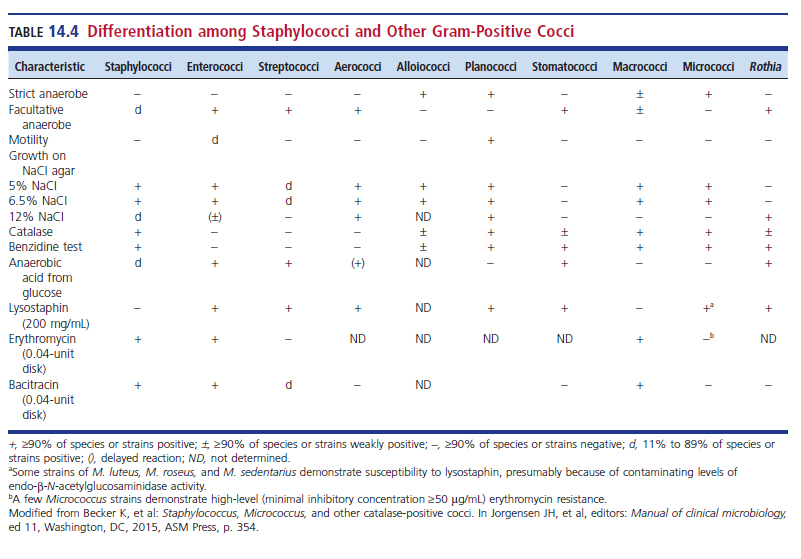 TABLE 14.4 Differentiation among Staphylococci and Other Gram-Positive Cocci
Characteristic Staphylococci Enterococci Streptococci Aerococci Alloiococci Planococci Stomatococci Macrococci Micrococci Rothia
Strict anaerobe – – – – + + – ± + –
Facultative d + + + – – + ± – +
anaerobe
Motility – d – – – + – – – –
Growth on
NaCl agar
5% NaCl + + d + + + – + + –
6.5% NaCl + + d + + + – + + –
12% NaCl d (±) – + ND + – – – +
Catalase + – – – ± + ± + + ±
Benzidine test + – – – ± + + + + +
Anaerobic d + + (+) ND – + – – +
acid from
glucose
Lysostaphin – + + + ND + + – +a +
(200 mg/mL)
Erythromycin + + – ND ND ND ND + –b ND
(0.04-unit
disk)
Bacitracin + + d – ND – + – –
(0.04-unit
disk)
+, ≥90% of species or strains positive; ±, ≥90% of species or strains weakly positive; –, ≥90% of species or strains negative; d, 11% to 89% of species or
strains positive; (), delayed reaction; ND, not determined.
aSome strains of M. luteus, M. roseus, and M. sedentarius demonstrate susceptibility to lysostaphin, presumably because of contaminating levels of
endo-β-N-acetylglucosaminidase activity.
bA few Micrococcus strains demonstrate high-level (minimal inhibitory concentration ≥50 μg/mL) erythromycin resistance.
Modified from Becker K, et al: Staphylococcus, Micrococcus, and other catalase-positive cocci. In Jorgensen JH, et al, editors: Manual of clinical microbiology,
ed 11, Washington, DC, 2015, ASM Press, p. 354.